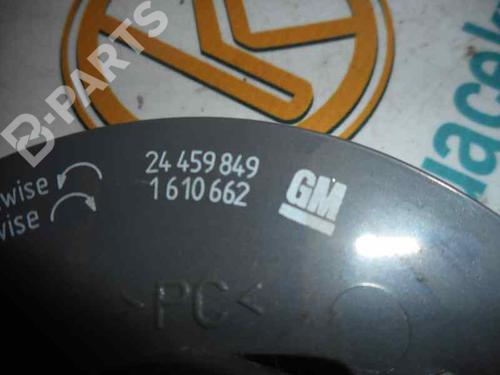 B-PARTS
24 459 849
wise
1 610 662
GM
wise
>PC<